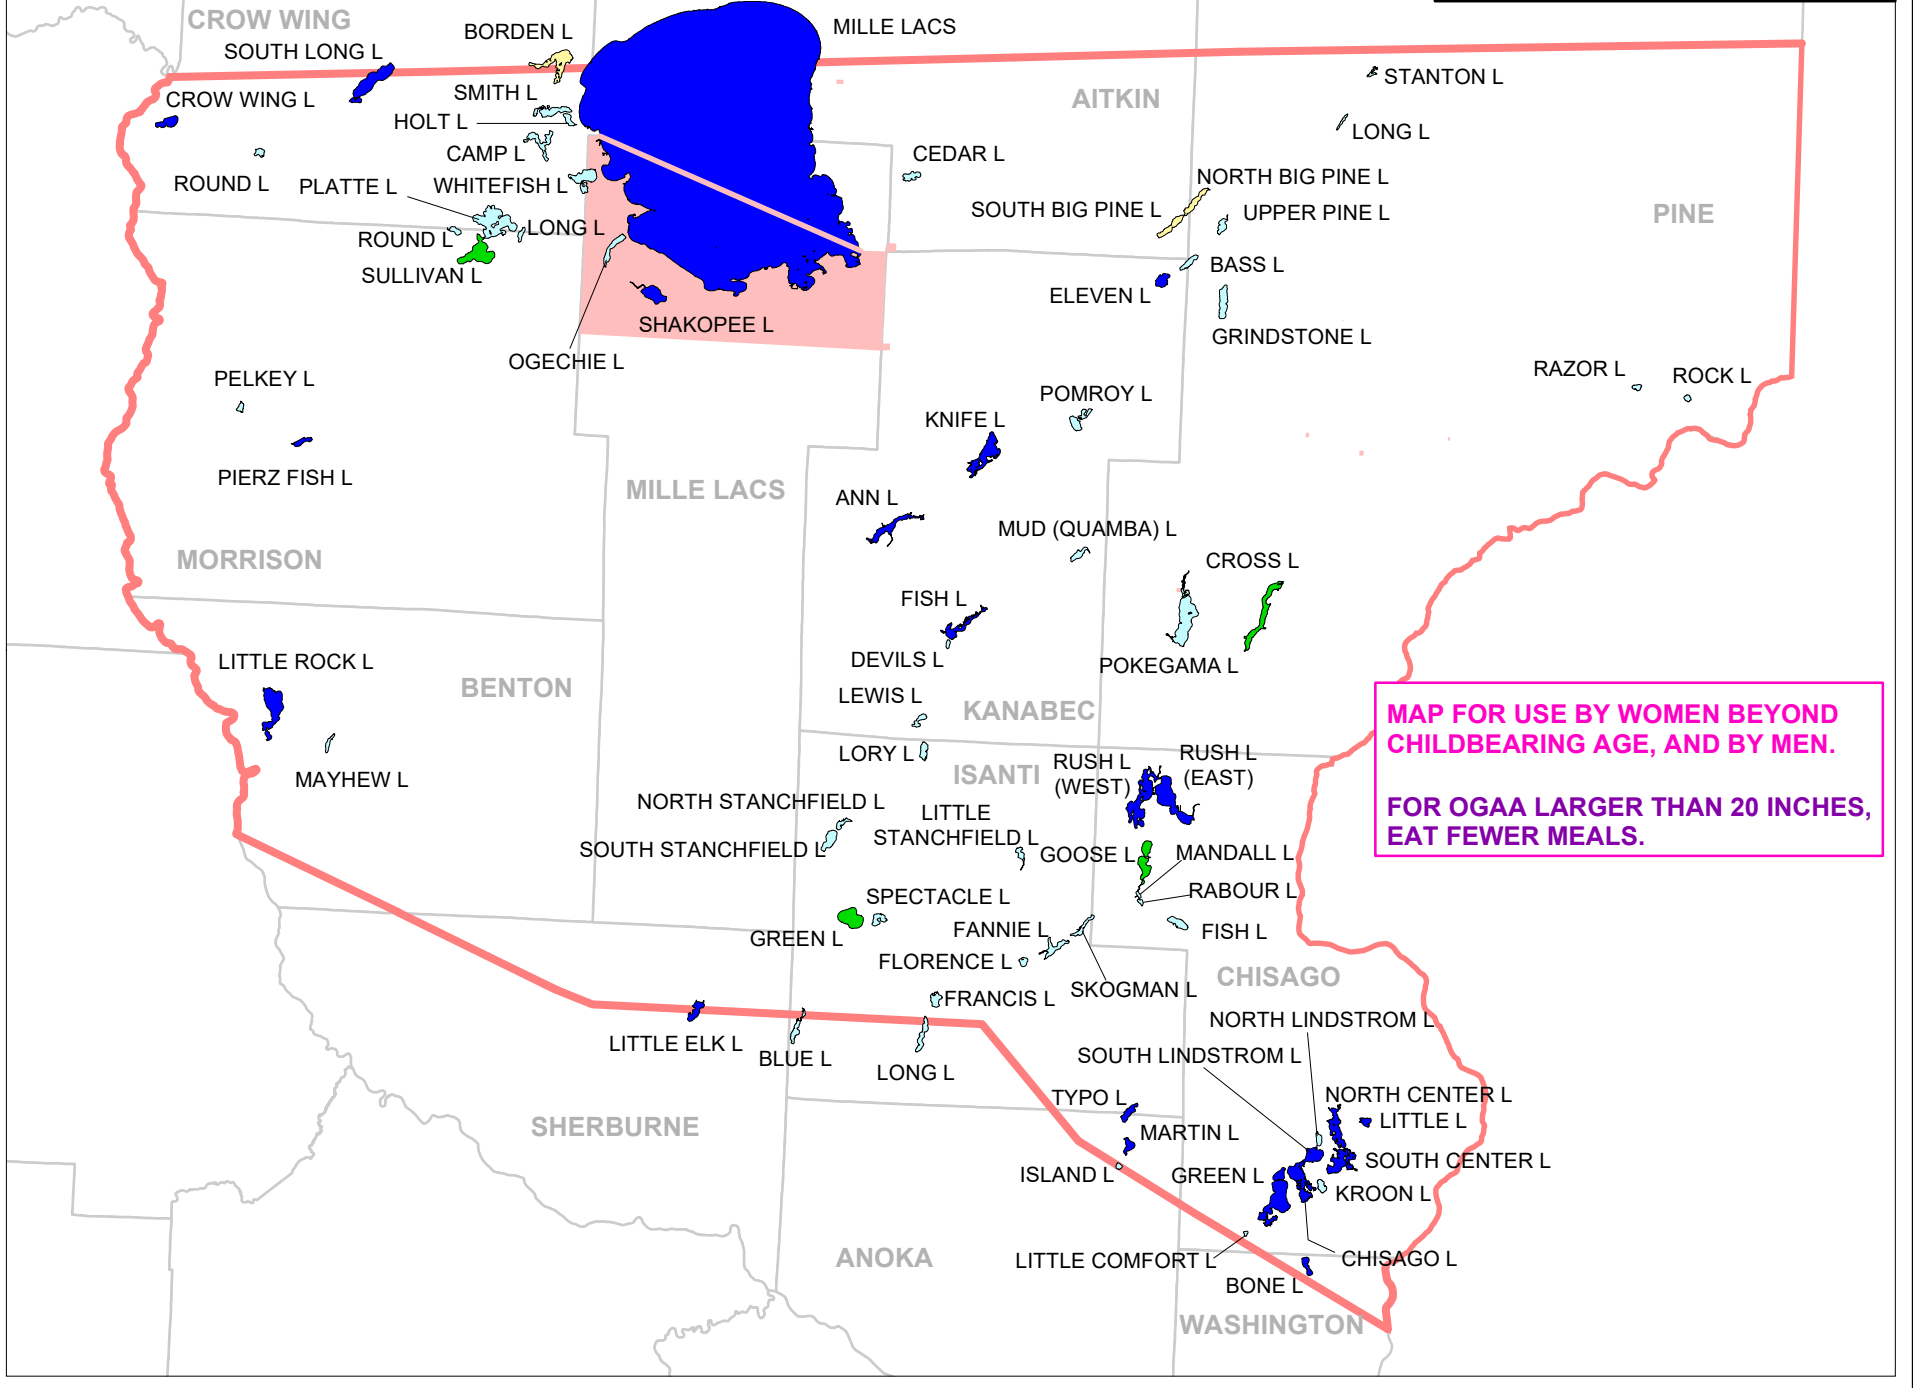 CROW WING
BORDEN L
MILLE LACS
SOUTH LONG L
STANTON L
CROW WING L
SMITH L
AITKIN
HOLT L
LONG L
CAMP L
CEDAR L
ROUND L
PLATTE L
WHITEFISH L
NORTH BIG PINE L
SOUTH BIG PINE L
UPPER PINE L
PINE
LONG L
ROUND L
SULLIVAN L
BASS L
ELEVEN L
SHAKOPEE L
GRINDSTONE L
OGECHIE L
RAZOR L
ROCK L
PELKEY L
POMROY L
KNIFE L
PIERZ FISH L
MILLE LACS
ANN L
MUD (QUAMBA) L
MORRISON
CROSS L
FISH L
DEVILS L
POKEGAMA L
LITTLE ROCK L
BENTON
LEWIS L
KANABEC
MAP FOR USE BY WOMEN BEYOND
CHILDBEARING AGE, AND BY MEN.
FOR OGAA LARGER THAN 20 INCHES,
EAT FEWER MEALS.
LORY L
ISANTI
RUSH L
(WEST)
RUSH L
(EAST)
MAYHEW L
NORTH STANCHFIELD L
LITTLE
STANCHFIELD L
SOUTH STANCHFIELD L
GOOSE L
MANDALL L
RABOUR L
SPECTACLE L
GREEN L
FANNIE L
FISH L
FLORENCE L
SKOGMAN L
CHISAGO
FRANCIS L
NORTH LINDSTROM L
LITTLE ELK L
BLUE L
LONG L
SOUTH LINDSTROM L
TYPO L
NORTH CENTER L
LITTLE L
SHERBURNE
MARTIN L
ISLAND L
GREEN L
SOUTH CENTER L
KROON L
ANOKA
LITTLE COMFORT L
CHISAGO L
BONE L
WASHINGTON